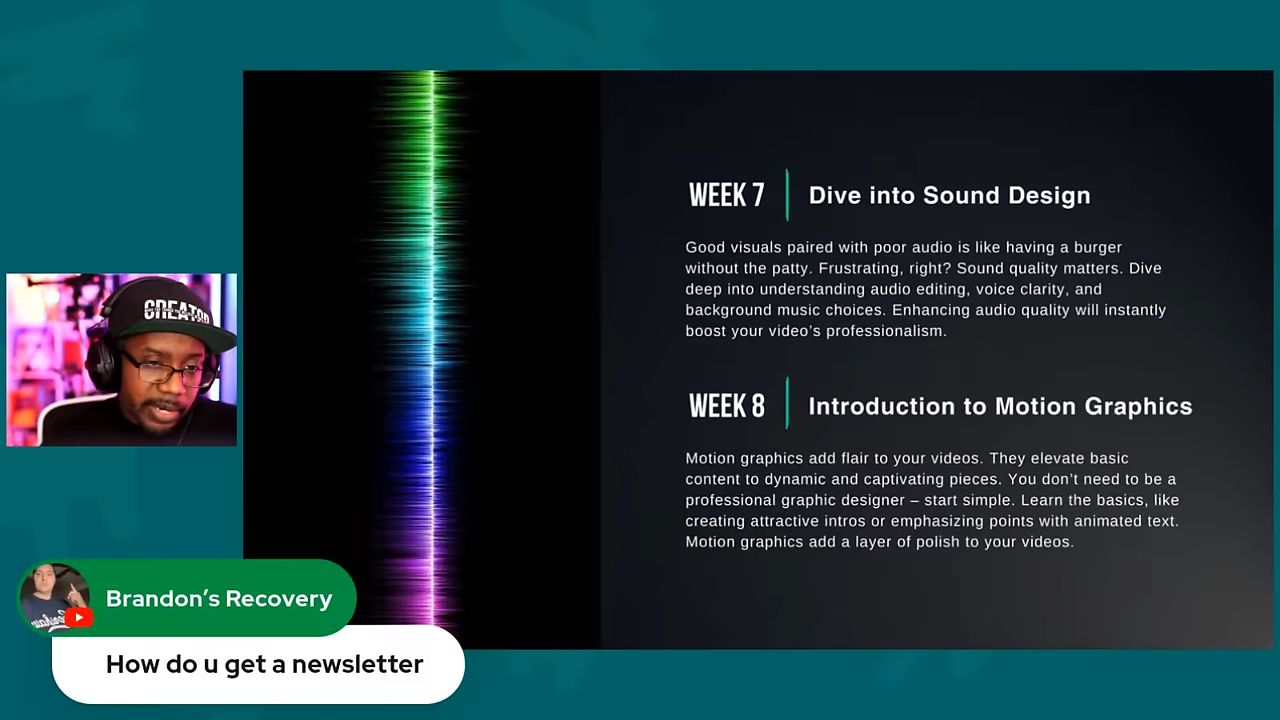 CREATOR
WEEK 7
Dive into Sound Design
Good visuals paired with poor audio is like having a burger
without the patty. Frustrating, right? Sound quality matters. Dive
deep into understanding audio editing, voice clarity, and
background music choices. Enhancing audio quality will instantly
boost your video's professionalism.
WEEK 8
Introduction to Motion Graphics
Motion graphics add flair to your videos. They elevate basic
content to dynamic and captivating pieces. You don't need to be a
professional graphic designer – start simple. Learn the basics, like
creating attractive intros or emphasizing points with animated text.
Motion graphics add a layer of polish to your videos.
Brandon's Recovery
How do u get a newsletter